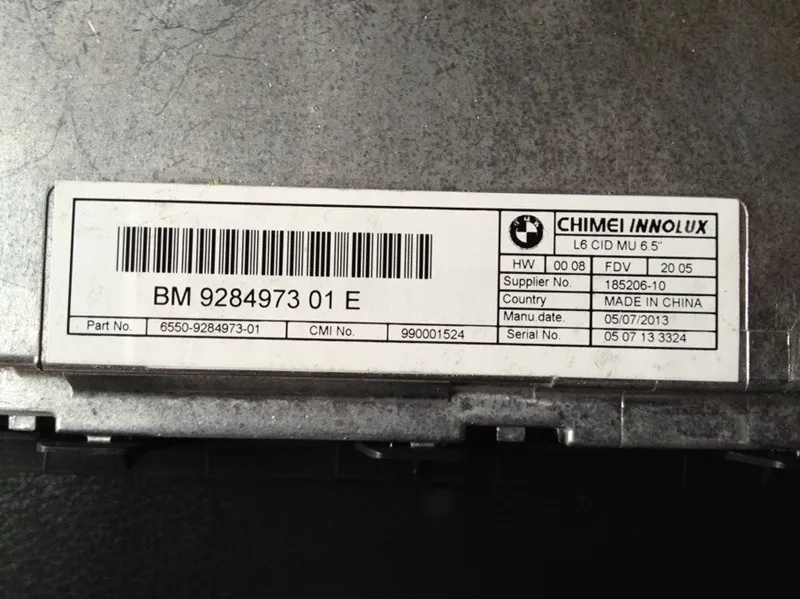 BM 9284973 01 E
Part No. 6550-9284973-01 CMI No. 990001524
BMW CHIMEI INNOLUX
L6 CID MU 6.5"
HW 00 08 FDV 20 05
Supplier No. 185206-10
Country MADE IN CHINA
Manu date. 05/07/2013
Serial No. 05 07 13 3324